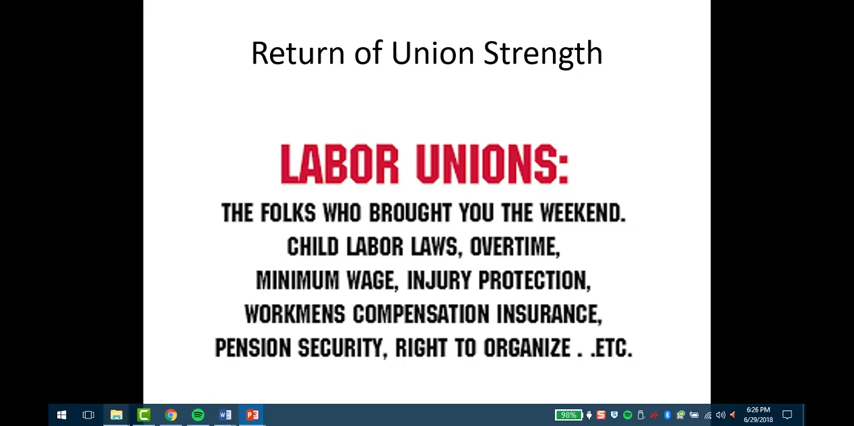 Return of Union Strength
LABOR UNIONS:
THE FOLKS WHO BROUGHT YOU THE WEEKEND.
CHILD LABOR LAWS, OVERTIME,
MINIMUM WAGE, INJURY PROTECTION,
WORKMENS COMPENSATION INSURANCE,
PENSION SECURITY, RIGHT TO ORGANIZE . .ETC.
98%
6:26 PM
6/29/2018